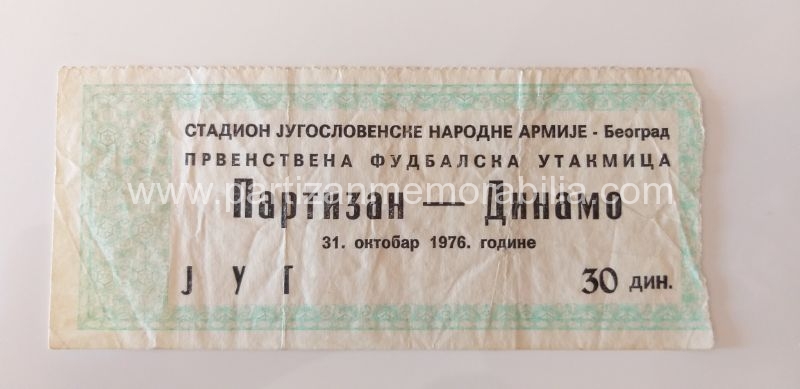 СТАДИОН ЈУГОСЛОВЕНСКЕ НАРОДНЕ АРМИЈЕ - Београд
ПРВЕНСТВЕНА ФУДБАЛСКА УТАКМИЦА
www.partizanmemorabilia.com
Партизан — Динамо
31. октобар 1976. године
ЈУГ 30 дин.